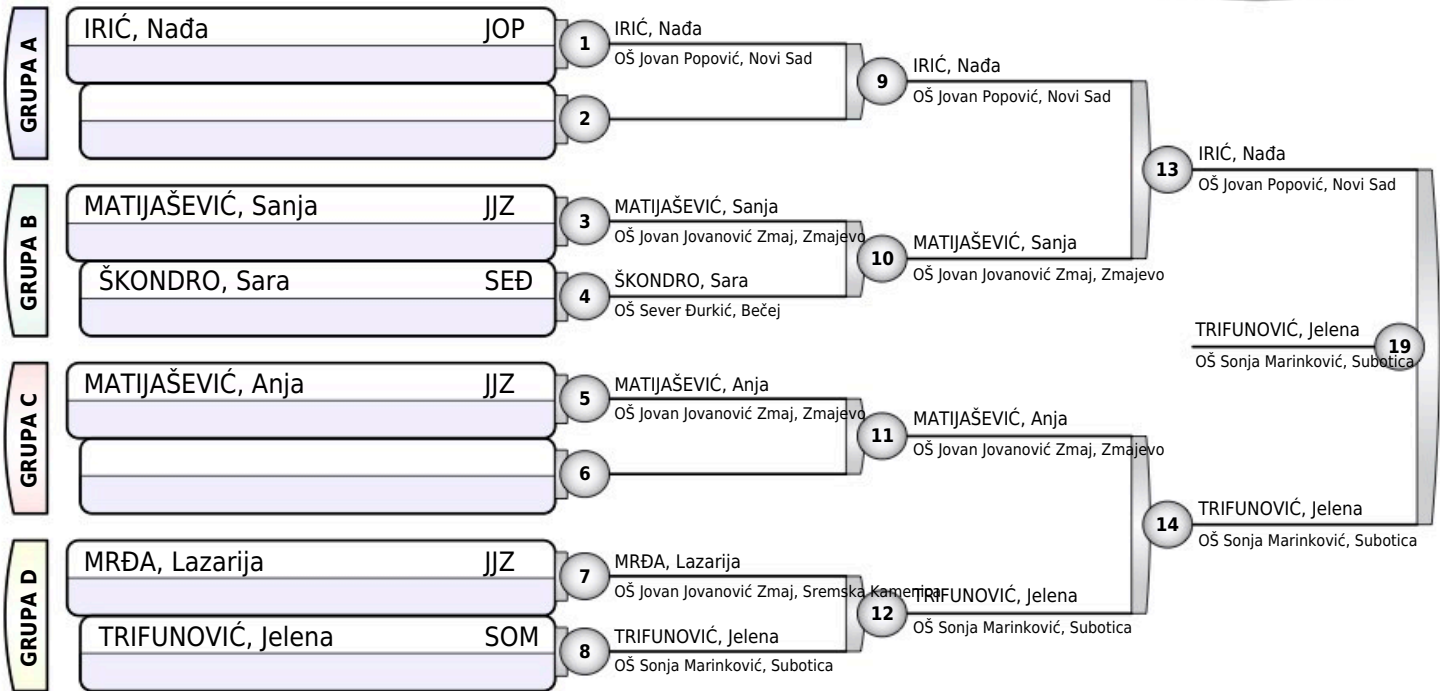 GRUPA A
IRIĆ, Nađa JOP
1
2
GRUPA B
MATIJAŠEVIĆ, Sanja JJZ
ŠKONDRO, Sara SEĐ
3
4
GRUPA C
MATIJAŠEVIĆ, Anja JJZ
5
6
GRUPA D
MRĐA, Lazarija JJZ
TRIFUNOVIĆ, Jelena SOM
7
8
IRIĆ, Nađa
OŠ Jovan Popović, Novi Sad
MATIJAŠEVIĆ, Sanja
OŠ Jovan Jovanović Zmaj, Zmajevo
ŠKONDRO, Sara
OŠ Sever Đurkić, Bečej
MATIJAŠEVIĆ, Anja
OŠ Jovan Jovanović Zmaj, Zmajevo
MRĐA, Lazarija
OŠ Jovan Jovanović Zmaj, Sremska Kamenica
TRIFUNOVIĆ, Jelena
OŠ Sonja Marinković, Subotica
9
IRIĆ, Nađa
OŠ Jovan Popović, Novi Sad
10
MATIJAŠEVIĆ, Sanja
OŠ Jovan Jovanović Zmaj, Zmajevo
11
MATIJAŠEVIĆ, Anja
OŠ Jovan Jovanović Zmaj, Zmajevo
12
TRIFUNOVIĆ, Jelena
OŠ Sonja Marinković, Subotica
13
IRIĆ, Nađa
OŠ Jovan Popović, Novi Sad
14
TRIFUNOVIĆ, Jelena
OŠ Sonja Marinković, Subotica
TRIFUNOVIĆ, Jelena
OŠ Sonja Marinković, Subotica
19